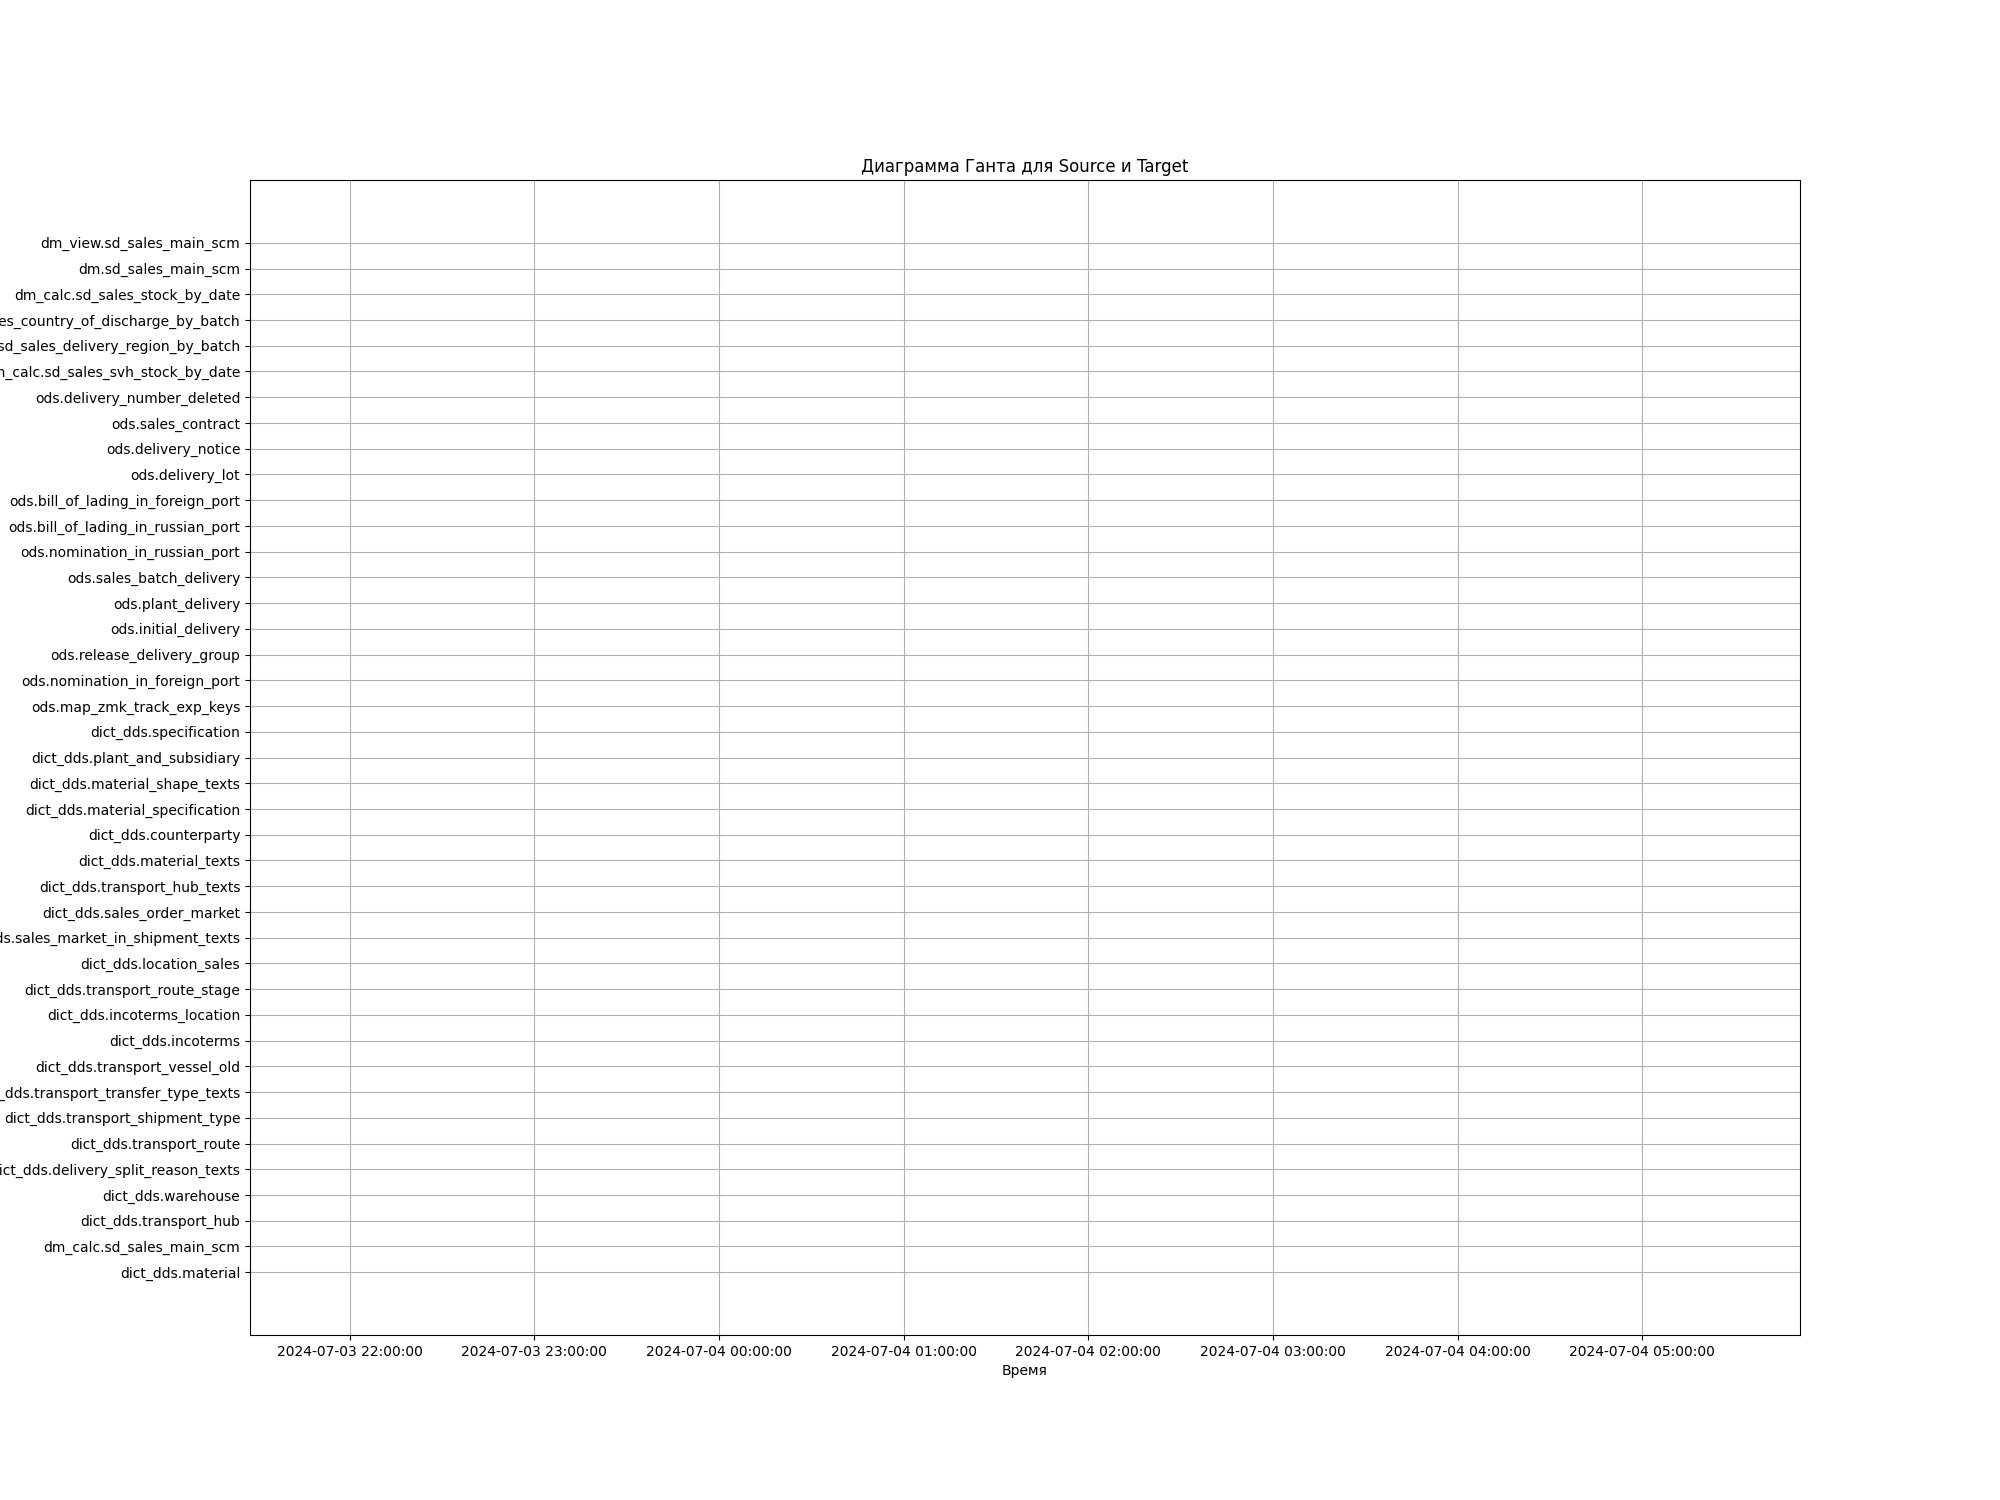 Диаграмма Ганта для Source и Target
dm_view.sd_sales_main_scm
dm.sd_sales_main_scm
dm_calc.sd_sales_stock_by_date
es_country_of_discharge_by_batch
sd_sales_delivery_region_by_batch
_calc.sd_sales_svh_stock_by_date
ods.delivery_number_deleted
ods.sales_contract
ods.delivery_notice
ods.delivery_lot
ods.bill_of_lading_in_foreign_port
ods.bill_of_lading_in_russian_port
ods.nomination_in_russian_port
ods.sales_batch_delivery
ods.plant_delivery
ods.initial_delivery
ods.release_delivery_group
ods.nomination_in_foreign_port
ods.map_zmk_track_exp_keys
dict_dds.specification
dict_dds.plant_and_subsidiary
dict_dds.material_shape_texts
dict_dds.material_specification
dict_dds.counterparty
dict_dds.material_texts
dict_dds.transport_hub_texts
dict_dds.sales_order_market
s.sales_market_in_shipment_texts
dict_dds.location_sales
dict_dds.transport_route_stage
dict_dds.incoterms_location
dict_dds.incoterms
dict_dds.transport_vessel_old
_dds.transport_transfer_type_texts
dict_dds.transport_shipment_type
dict_dds.transport_route
ict_dds.delivery_split_reason_texts
dict_dds.warehouse
dict_dds.transport_hub
dm_calc.sd_sales_main_scm
dict_dds.material
2024-07-03 22:00:00 2024-07-03 23:00:00 2024-07-04 00:00:00 2024-07-04 01:00:00 2024-07-04 02:00:00 2024-07-04 03:00:00 2024-07-04 04:00:00 2024-07-04 05:00:00
Время